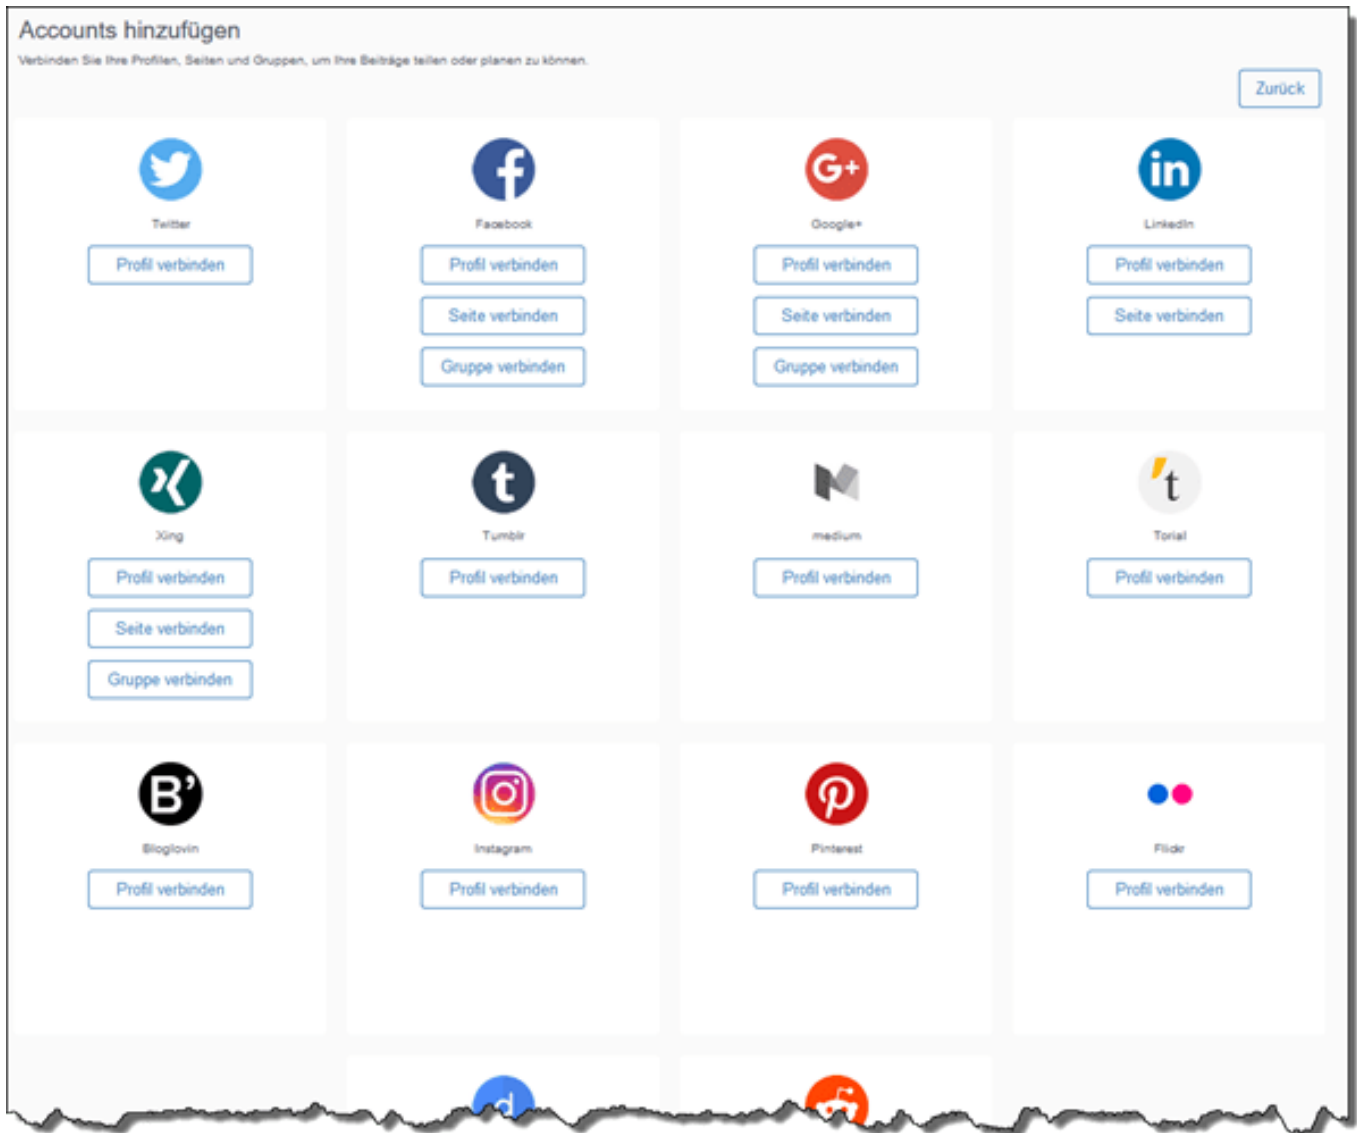 Accounts hinzufügen
Verbinden Sie Ihre Profilen, Seiten und Gruppen, um Ihre Beiträge teilen oder planen zu können.
Zurück
Twitter Facebook Google+ LinkedIn
Profil verbinden Profil verbinden Profil verbinden Profil verbinden
Seite verbinden Seite verbinden Seite verbinden
Gruppe verbinden Gruppe verbinden
Xing Tumblr medium Torial
Profil verbinden Profil verbinden Profil verbinden Profil verbinden
Seite verbinden
Gruppe verbinden
Bloglovin Instagram Pinterest Flickr
Profil verbinden Profil verbinden Profil verbinden Profil verbinden